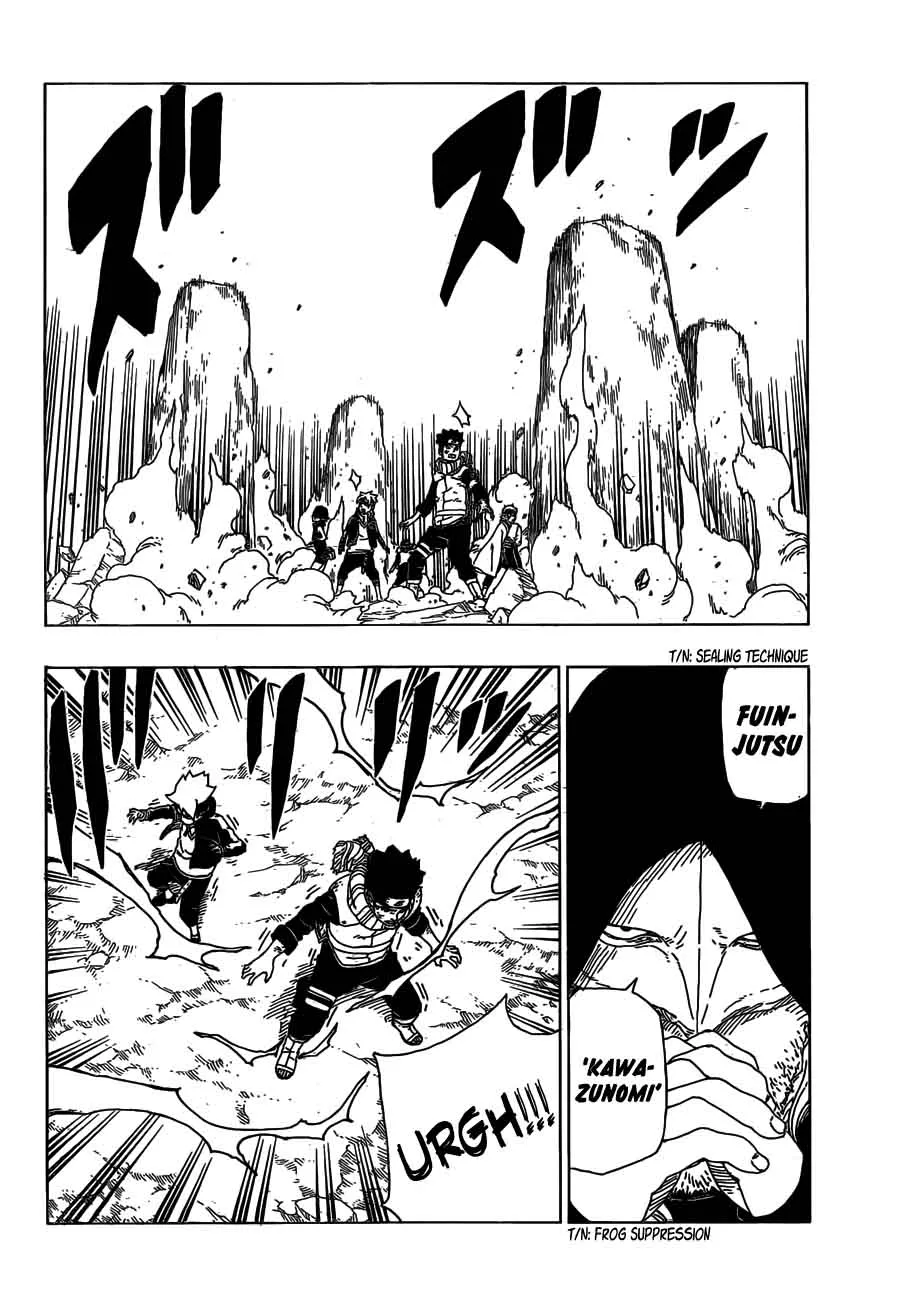 ズズッ
T/N: SEALING TECHNIQUE
FUIN-
JUTSU
'KAWA-
ZUNOMI'
T/N: FROG SUPPRESSION
URGH!!!